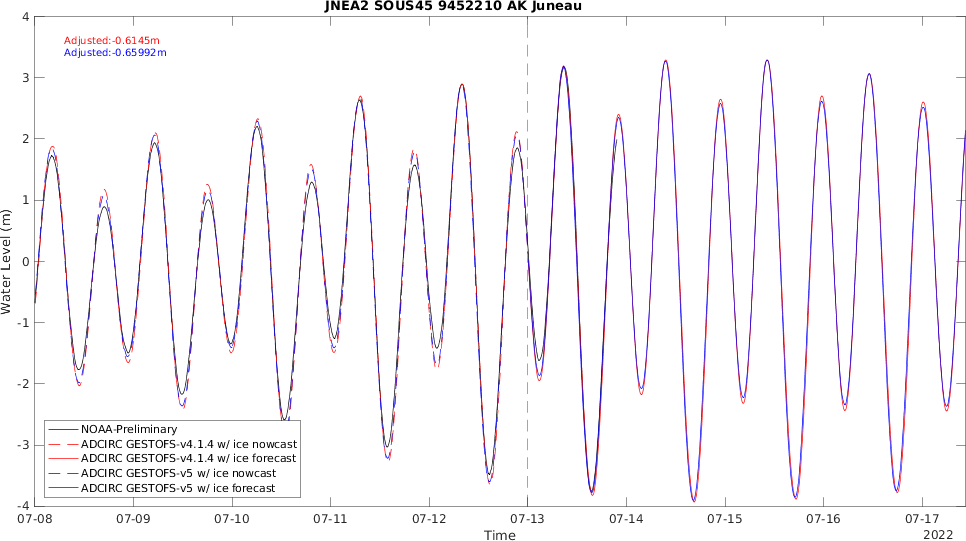 JNEA2 SOUS45 9452210 AK Juneau
Adjusted:-0.6145m
Adjusted:-0.65992m
4
3
2
1
0
-1
-2
-3
-4
Water Level (m)
NOAA-Preliminary
ADCIRC GESTOFS-v4.1.4 w/ ice nowcast
ADCIRC GESTOFS-v4.1.4 w/ ice forecast
ADCIRC GESTOFS-v5 w/ ice nowcast
ADCIRC GESTOFS-v5 w/ ice forecast
07-08 07-09 07-10 07-11 07-12 07-13 07-14 07-15 07-16 07-17
Time
2022